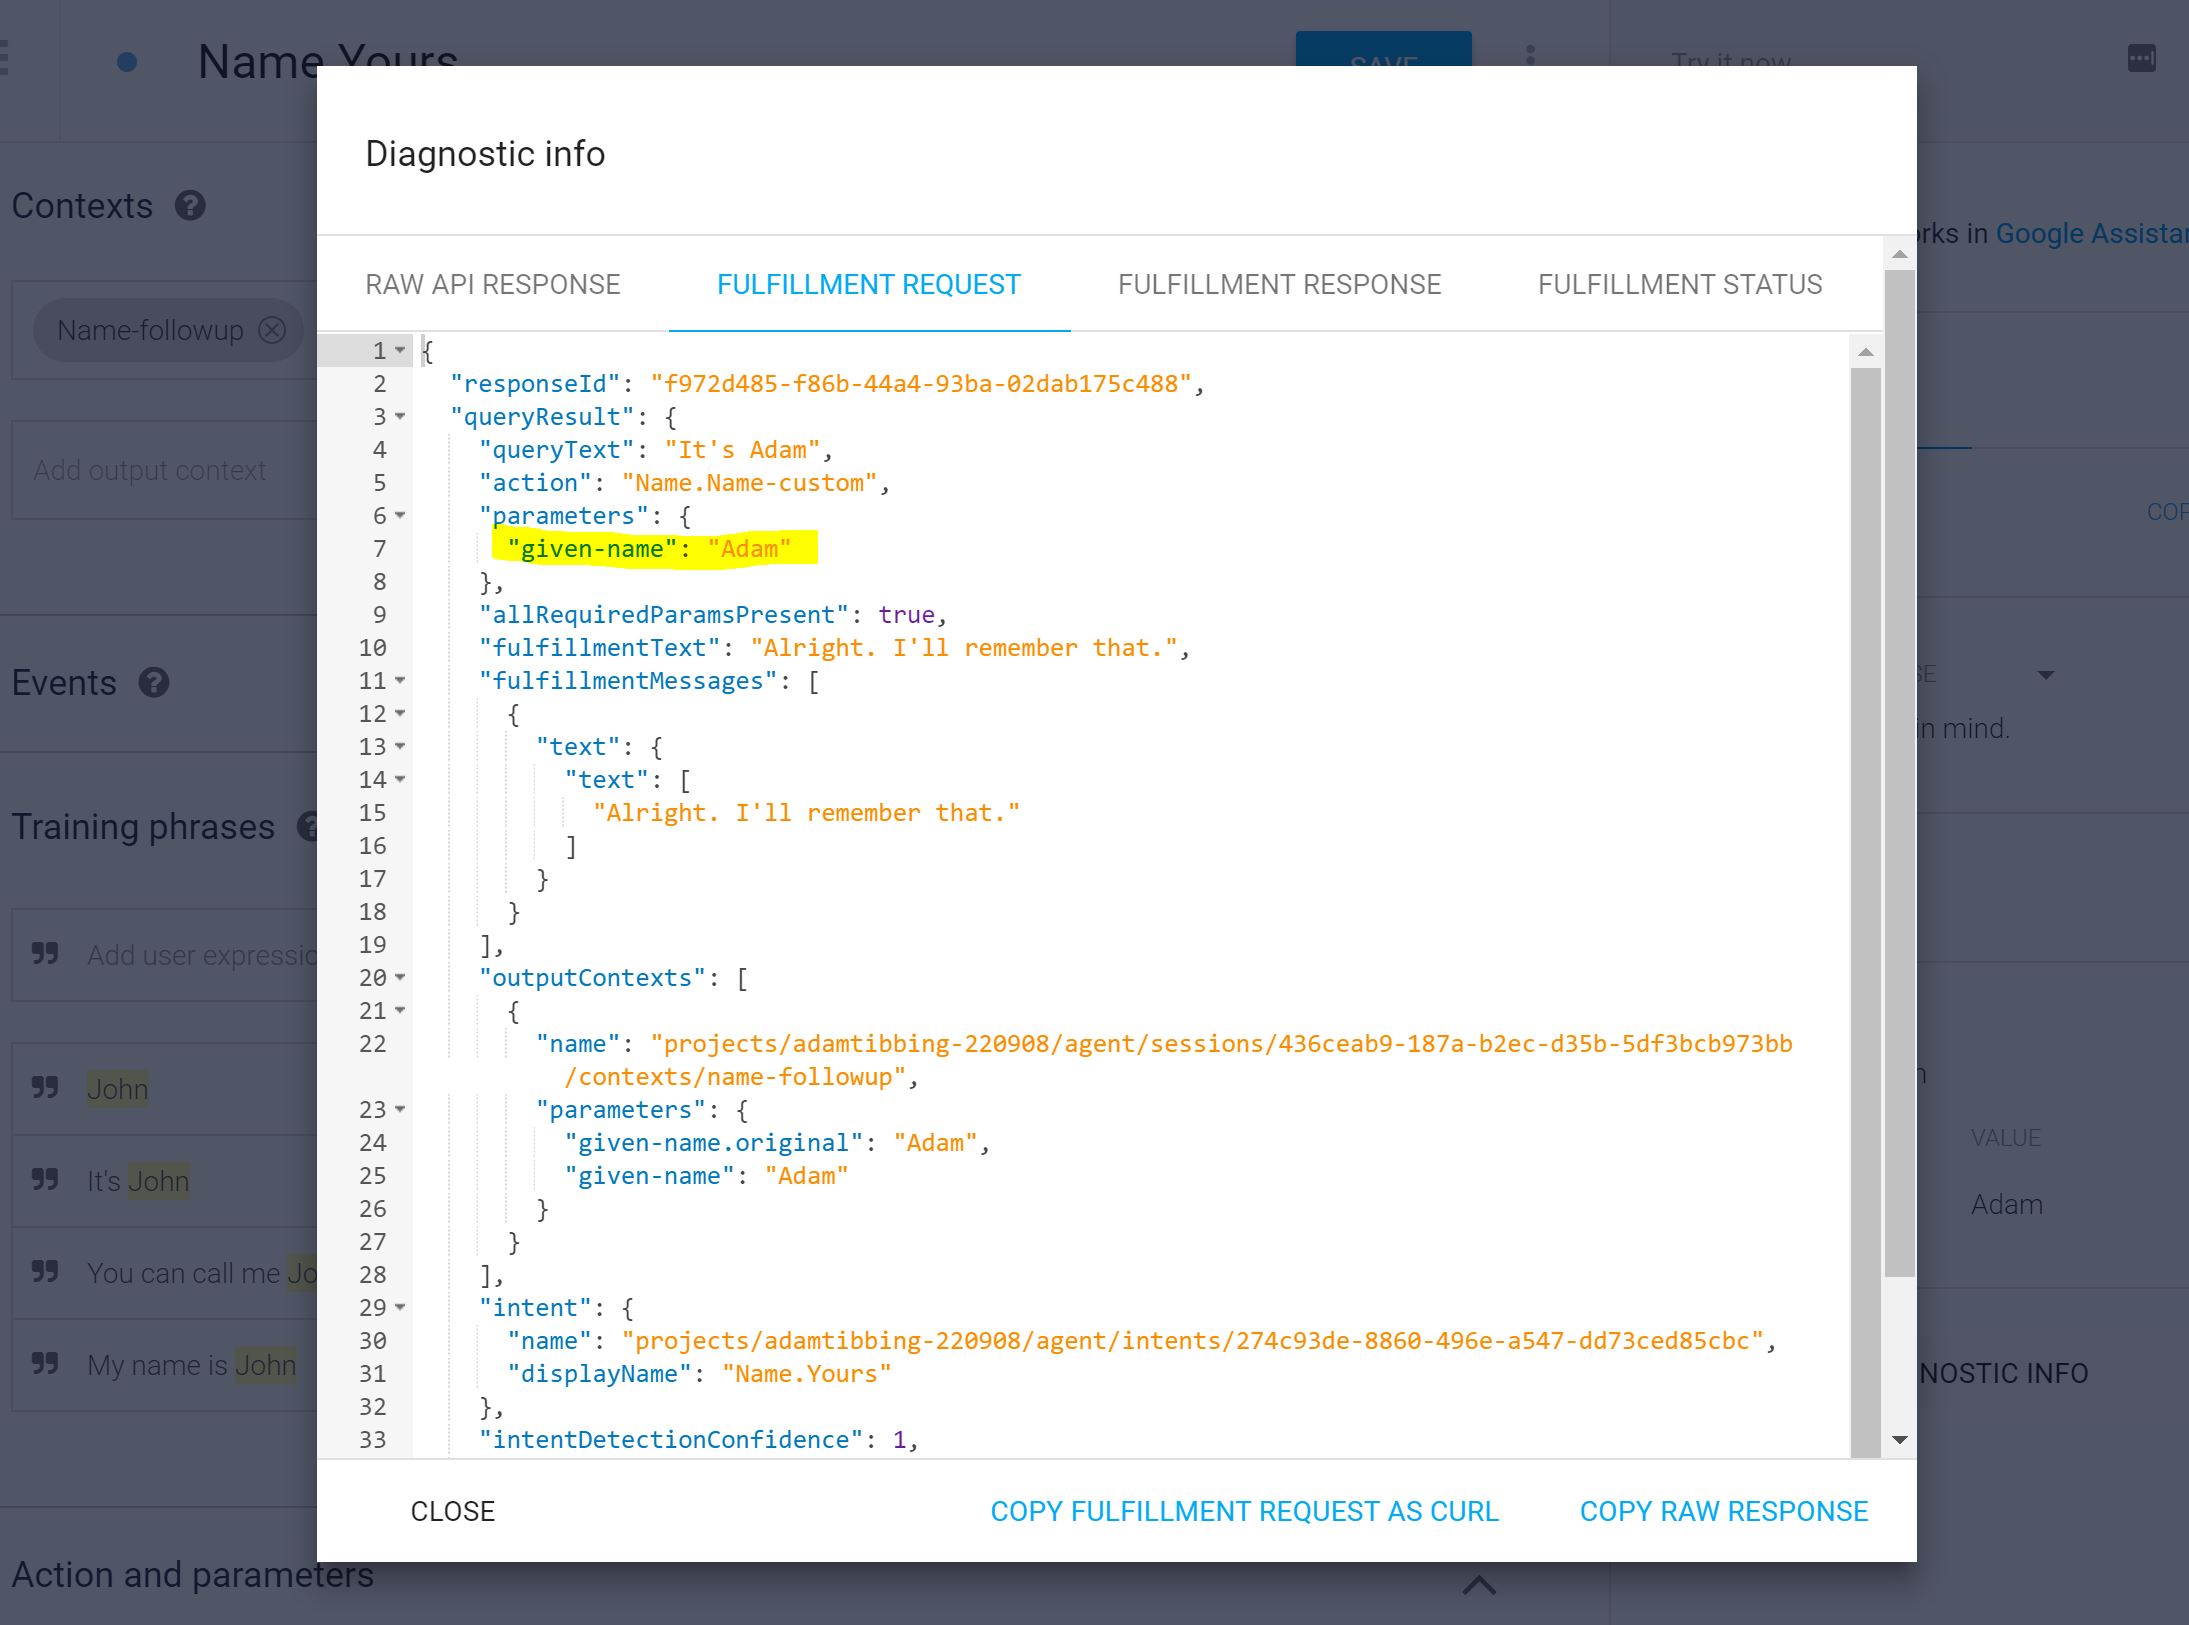 Name Yours
SAVE
Try it now
Contexts
Name-followup
Add output context
Events
Training phrases
Add user
John
It's John
You can call me
My name is John
Action and parameters
Diagnostic info
RAW API RESPONSE
FULFILLMENT REQUEST
FULFILLMENT RESPONSE
FULFILLMENT STATUS
1 {
2 "responseId": "f972d485-f86b-44a4-93ba-02dab175c488",
3 "queryResult": {
4 "queryText": "It's Adam",
5 "action": "Name.Name-custom",
6 "parameters": {
7 "given-name": "Adam"
8 },
9 "allRequiredParamsPresent": true,
10 "fulfillmentText": "Alright. I'll remember that.",
11 "fulfillmentMessages": [
12 {
13 "text": {
14 "text": [
15 "Alright. I'll remember that."
16 ]
17 }
18 }
19 ],
20 "outputContexts": [
21 {
22 "name": "projects/adamtibbing-220908/agent/sessions/436ceab9-187a-b2ec-d35b-5df3bcb973bb
/contexts/name-followup",
23 "parameters": {
24 "given-name.original": "Adam",
25 "given-name": "Adam"
26 }
27 }
28 ],
29 "intent": {
30 "name": "projects/adamtibbing-220908/agent/intents/274c93de-8860-496e-a547-dd73ced85cbc",
31 "displayName": "Name.Yours"
32 },
33 "intentDetectionConfidence": 1,
CLOSE
COPY FULFILLMENT REQUEST AS CURL
COPY RAW RESPONSE
in Google
in mind.
VALUE
Adam
INFO